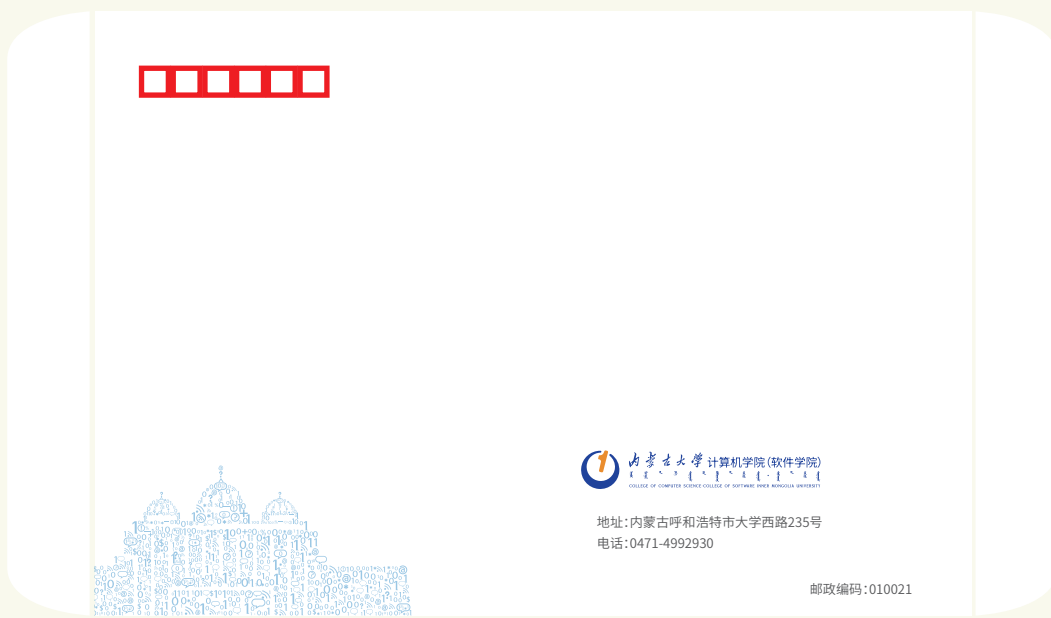 内蒙古大学 计算机学院(软件学院)
COLLEGE OF COMPUTER SCIENCE·COLLEGE OF SOFTWARE INNER MONGOLIA UNIVERSITY
地址:内蒙古呼和浩特市大学西路235号
电话:0471-4992930
邮政编码:010021